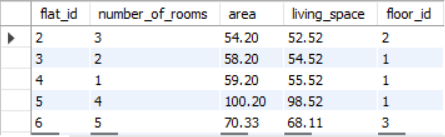 flat_id number_of_rooms area living_space floor_id
2 3 54.20 52.52 2
3 2 58.20 54.52 1
4 1 59.20 55.52 1
5 4 100.20 98.52 1
6 5 70.33 68.11 3